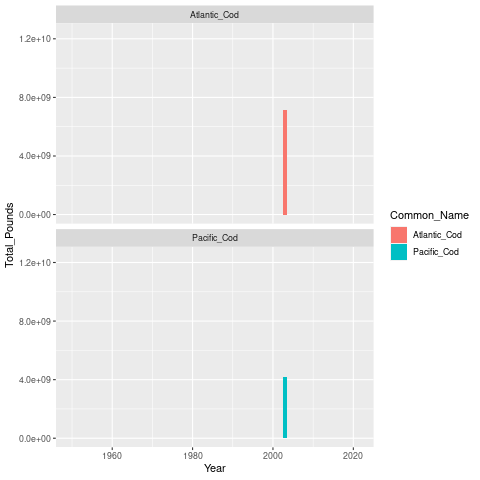 Atlantic_Cod
1.2e+10
8.0e+09
4.0e+09
0.0e+00
Pacific_Cod
1.2e+10
8.0e+09
4.0e+09
0.0e+00
1960 1980 2000 2020
Year
Total_Pounds
Common_Name
Atlantic_Cod
Pacific_Cod